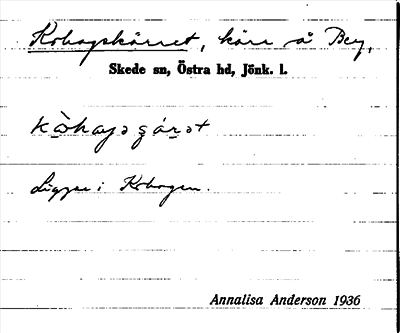 Kohagskärret, kärr å Bey,
Skede sn, Östra hd, Jönk. l.
Ligger i Kohagen.
Annalisa Anderson 1936